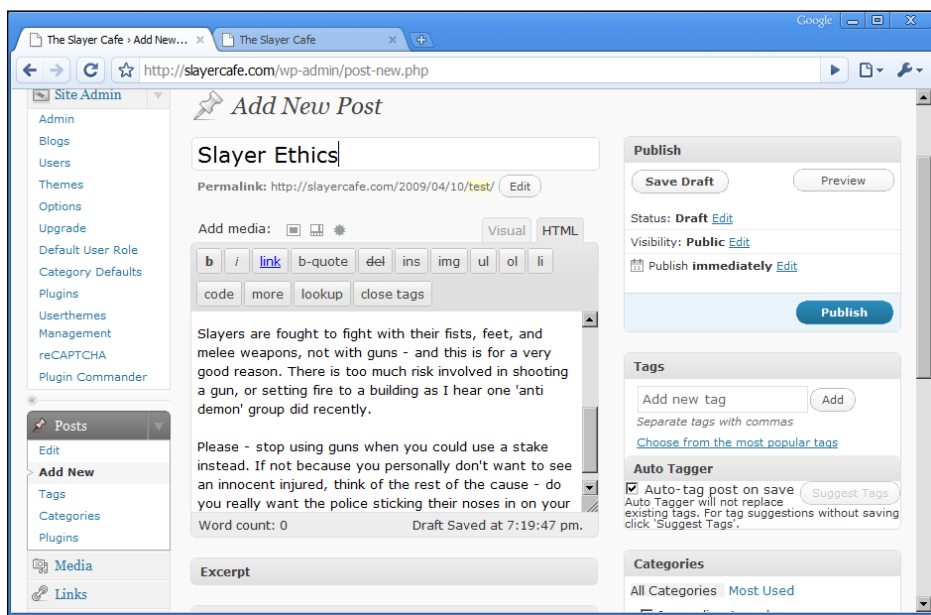 Google
The Slayer Cafe › Add New...
The Slayer Cafe
http://slayercafe.com/wp-admin/post-new.php
Site Admin
Admin
Blogs
Users
Themes
Options
Upgrade
Default User Role
Category Defaults
Plugins
Userthemes
Management
reCAPTCHA
Plugin Commander
Posts
Edit
Add New
Tags
Categories
Plugins
Media
Links
Add New Post
Slayer Ethics
Permalink: http://slayercafe.com/2009/04/10/test/ Edit
Add media:
Visual HTML
b i link b-quote del ins img ul ol li
code more lookup close tags
Slayers are fought to fight with their fists, feet, and
melee weapons, not with guns - and this is for a very
good reason. There is too much risk involved in shooting
a gun, or setting fire to a building as I hear one 'anti
demon' group did recently.
Please - stop using guns when you could use a stake
instead. If not because you personally don't want to see
an innocent injured, think of the rest of the cause - do
you really want the police sticking their noses in on your
Word count: 0 Draft Saved at 7:19:47 pm.
Excerpt
Publish
Save Draft Preview
Status: Draft Edit
Visibility: Public Edit
Publish immediately Edit
Publish
Tags
Add new tag Add
Separate tags with commas
Choose from the most popular tags
Auto Tagger
Auto-tag post on save Suggest Tags
Auto Tagger will not replace
existing tags. For tag suggestions without saving
click 'Suggest Tags'.
Categories
All Categories Most Used